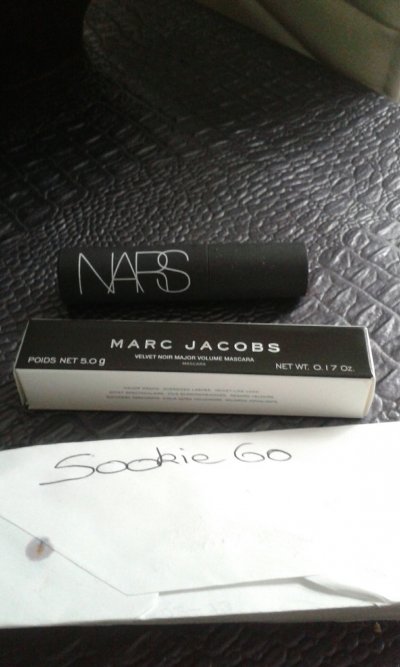 NARS
MARC JACOBS
VELVET NOIR MAJOR VOLUME MASCARA
MASCARA
POIDS NET 5.0 g
NET WT. 0.17 Oz.
Sookie 60